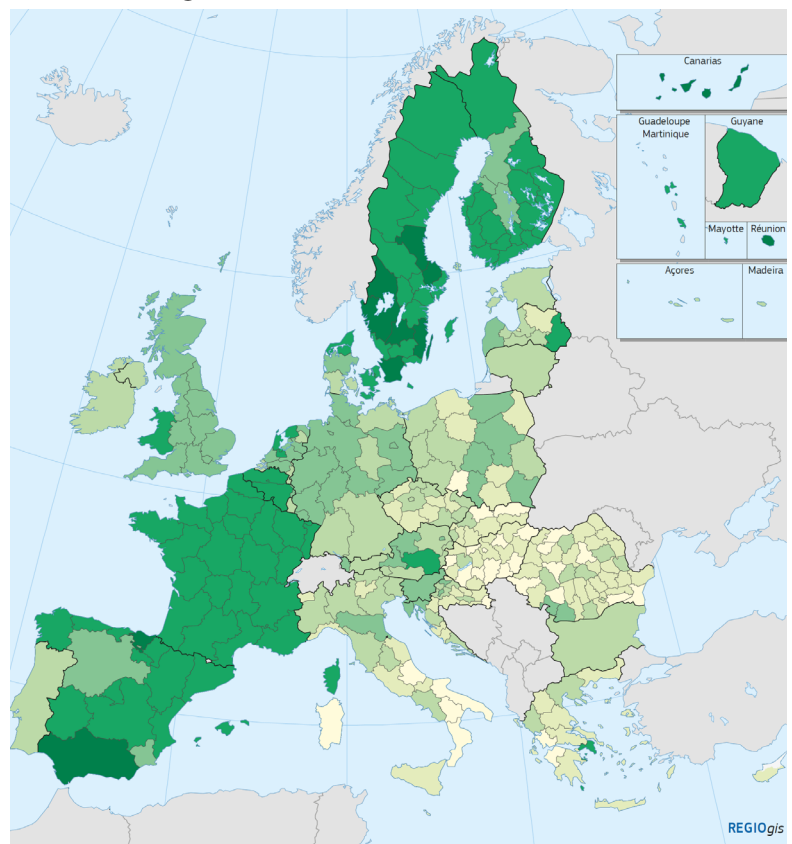 Canarias
Guadeloupe
Martinique
Guyane
Mayotte
Réunion
Açores
Madeira
REGIOgis